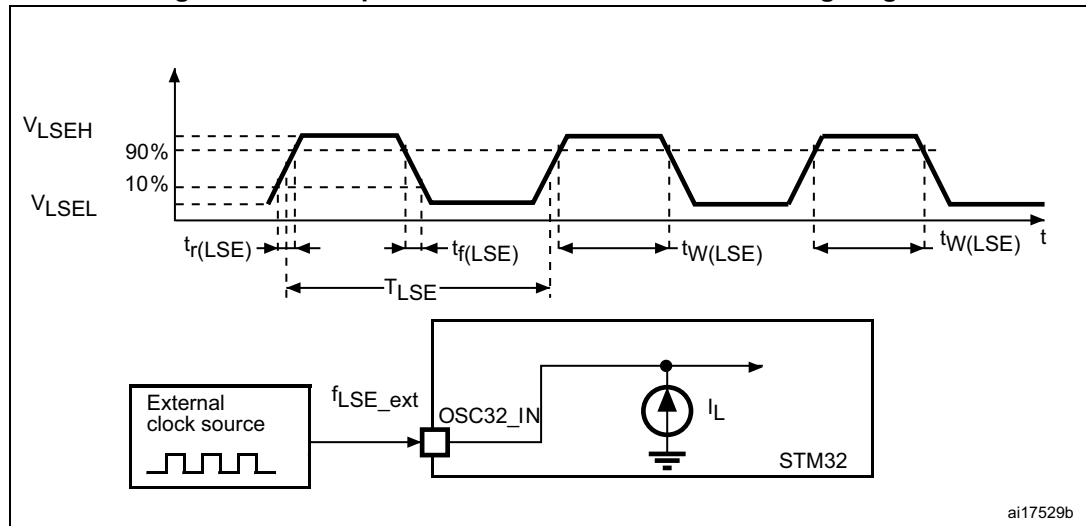 VLSEH
90%
10%
VLSEL
tr(LSE)
tf(LSE)
tW(LSE)
tW(LSE)
t
TLSE
External
clock source
fLSE_ext
OSC32_IN
IL
STM32
ai17529b